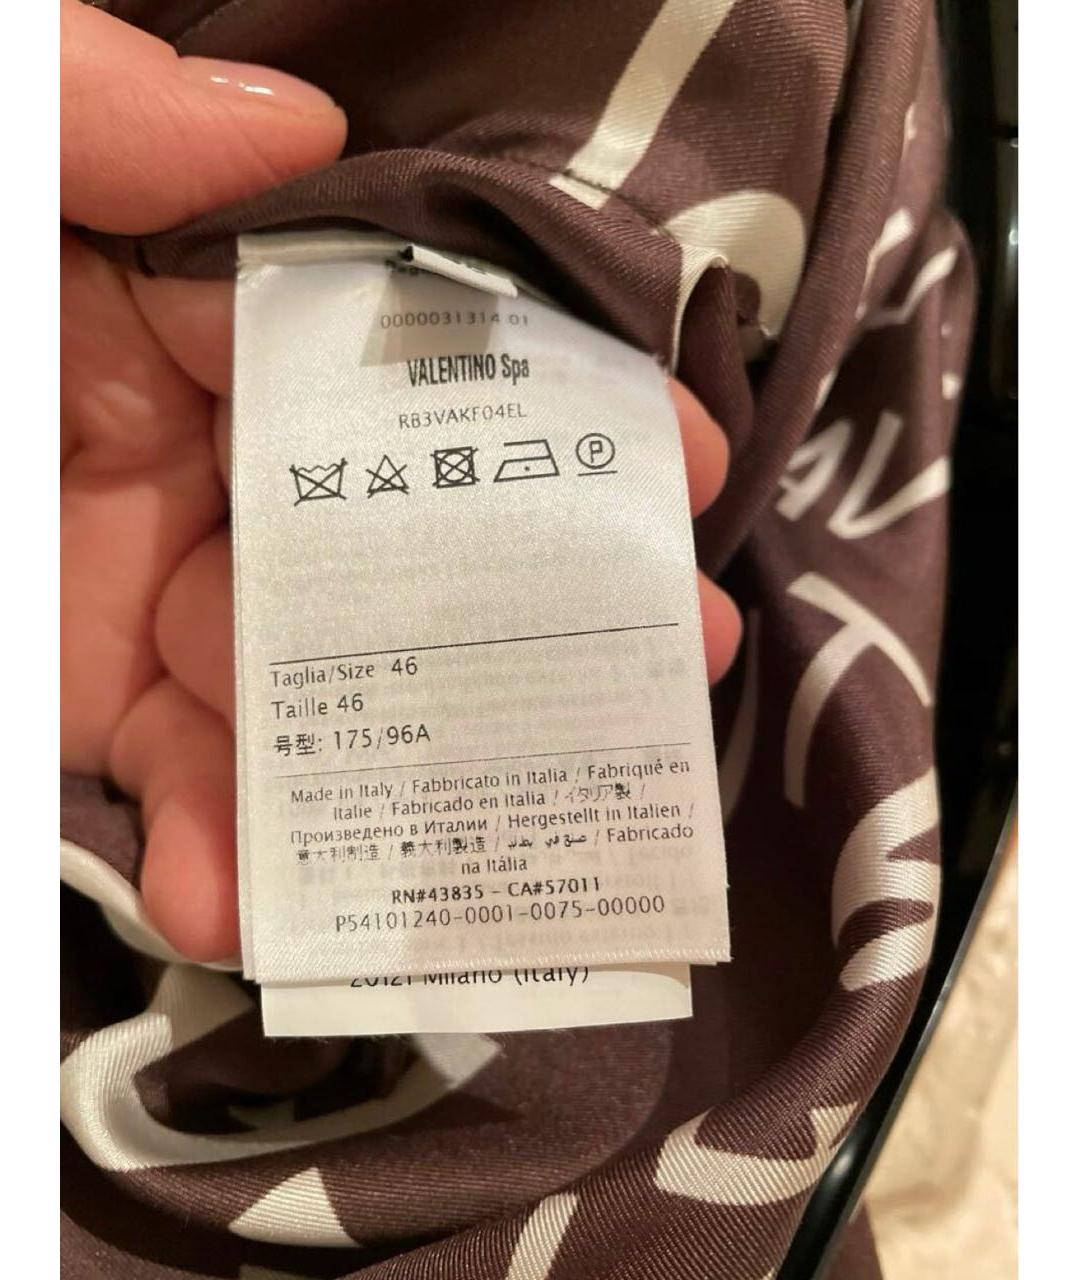 0000031314 01
VALENTINO Spa
RB3VAKF04EL
P
Taglia/Size 46
Taille 46
号型: 175/96A
Made in Italy / Fabbricato in Italia / Fabriqué en
Italie / Fabricado en italia / イタリア製 /
Произведено в Италии / Hergestellt in Italien /
意大利制造 / 義大利製造 / صنع في / Fabricado
na Itália
RN#43835 - CA#57011
P54101240-0001-0075-00000
20121 Milano (Italy)